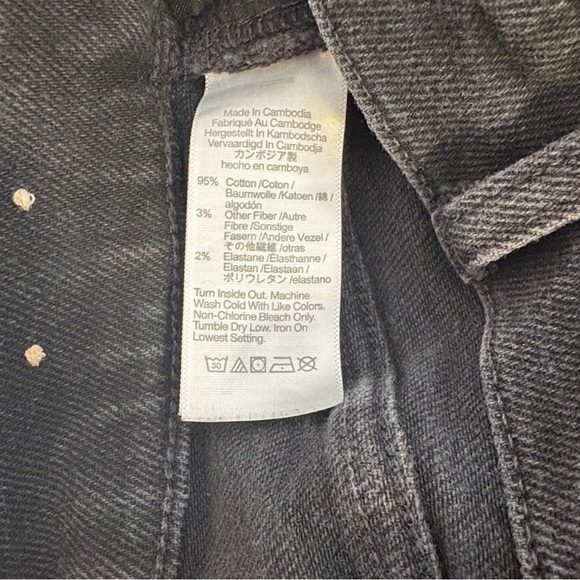 Made In Cambodia
Fabriqué Au Cambodge
Hergestellt In Kambodscha
Vervaardigd In Cambodja
カンボジア製
hecho en camboya
95% Cotton /Coton /
Baumwolle /Katoen /綿 /
algodón
3% Other Fiber /Autre
Fibre /Sonstige
Fasern /Andere Vezel /
その他繊維 /otras
2% Elastane /Elasthanne /
Elastan /Elastaan /
ポリウレタン /elastano
Turn Inside Out. Machine
Wash Cold With Like Colors.
Non-Chlorine Bleach Only.
Tumble Dry Low. Iron On
Lowest Setting.
30